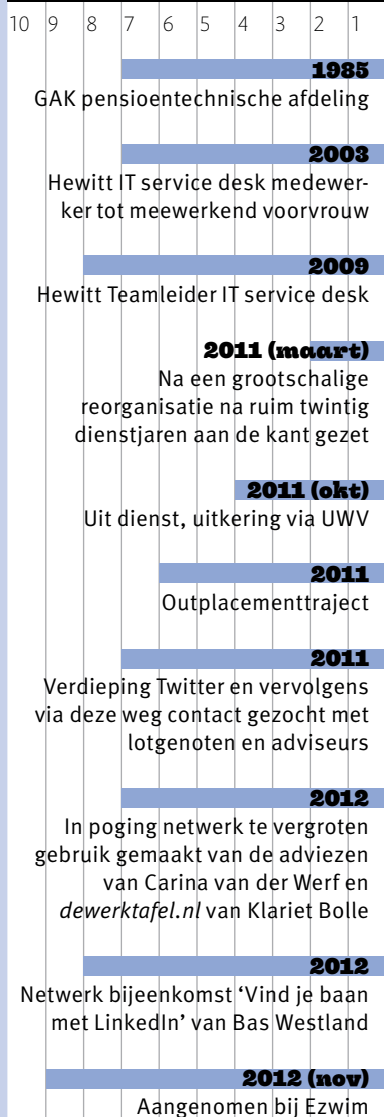 10 9 8 7 6 5 4 3 2 1
1985
GAK pensioentechnische afdeling
2003
Hewitt IT service desk medewer-
ker tot meewerkend voorvrouw
2009
Hewitt Teamleider IT service desk
2011 (maart)
Na een grootschalige
reorganisatie na ruim twintig
dienstjaren aan de kant gezet
2011 (okt)
Uit dienst, uitkering via UWV
2011
Outplacementtraject
2011
Verdieping Twitter en vervolgens
via deze weg contact gezocht met
lotgenoten en adviseurs
2012
In poging netwerk te vergroten
gebruik gemaakt van de adviezen
van Carina van der Werf en
dewerktafel.nl van Klariet Bolle
2012
Netwerk bijeenkomst ‘Vind je baan
met LinkedIn’ van Bas Westland
2012 (nov)
Aangenomen bij Ezwim